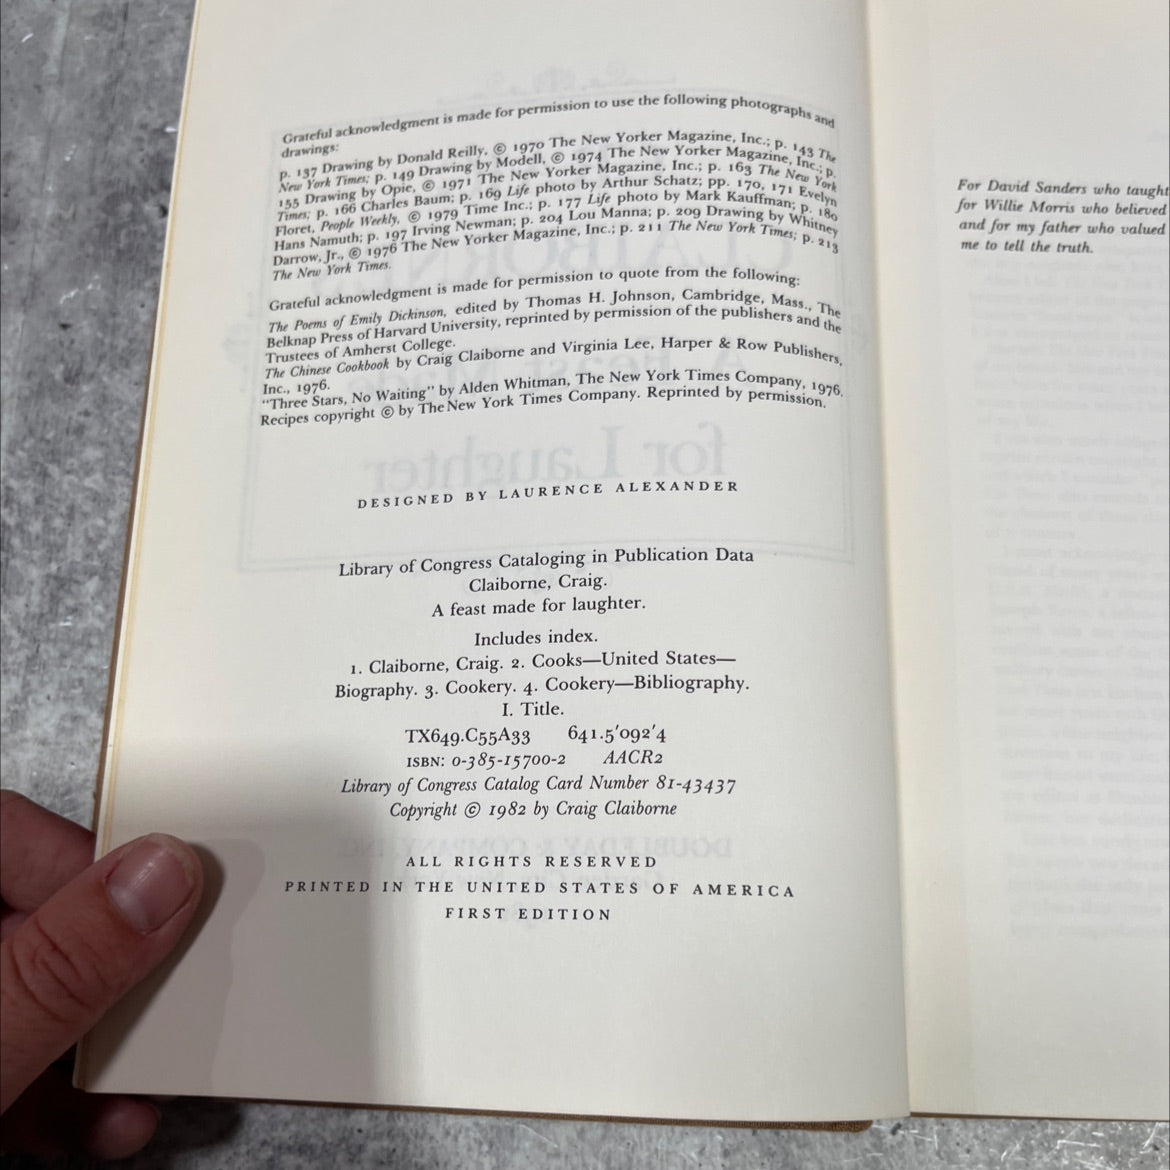 Grateful acknowledgment is made for permission to use the following photographs and
drawings:
p. 137 Drawing by Donald Reilly, © 1970 The New Yorker Magazine, Inc.; p. 143 The
New York Times; p. 149 Drawing by Modell, © 1974 The New Yorker Magazine, Inc.; p.
155 Drawing by Opie, © 1971 The New Yorker Magazine, Inc.; p. 163 The New York
Times; p. 166 Charles Baum; p. 169 Life photo by Arthur Schatz; pp. 170, 171 Evelyn
Floret, People Weekly, © 1979 Time Inc.; p. 177 Life photo by Mark Kauffman; p. 180
Hans Namuth; p. 197 Irving Newman; p. 204 Lou Manna; p. 209 Drawing by Whitney
Darrow, Jr., © 1976 The New Yorker Magazine, Inc.; p. 211 The New York Times; p. 213
The New York Times.
Grateful acknowledgment is made for permission to quote from the following:
The Poems of Emily Dickinson, edited by Thomas H. Johnson, Cambridge, Mass., The
Belknap Press of Harvard University, reprinted by permission of the publishers and the
Trustees of Amherst College.
The Chinese Cookbook by Craig Claiborne and Virginia Lee, Harper & Row Publishers,
Inc., 1976.
"Three Stars, No Waiting" by Alden Whitman, The New York Times Company, 1976.
Recipes copyright © by The New York Times Company. Reprinted by permission.
DESIGNED BY LAURENCE ALEXANDER
Library of Congress Cataloging in Publication Data
Claiborne, Craig.
A feast made for laughter.
Includes index.
1. Claiborne, Craig. 2. Cooks—United States—
Biography. 3. Cookery. 4. Cookery—Bibliography.
I. Title.
TX649.C55A33 641.5'092'4
ISBN: 0-385-15700-2 AACR2
Library of Congress Catalog Card Number 81-43437
Copyright © 1982 by Craig Claiborne
ALL RIGHTS RESERVED
PRINTED IN THE UNITED STATES OF AMERICA
FIRST EDITION
For David Sanders who taught
for Willie Morris who believed
and for my father who valued
me to tell the truth.